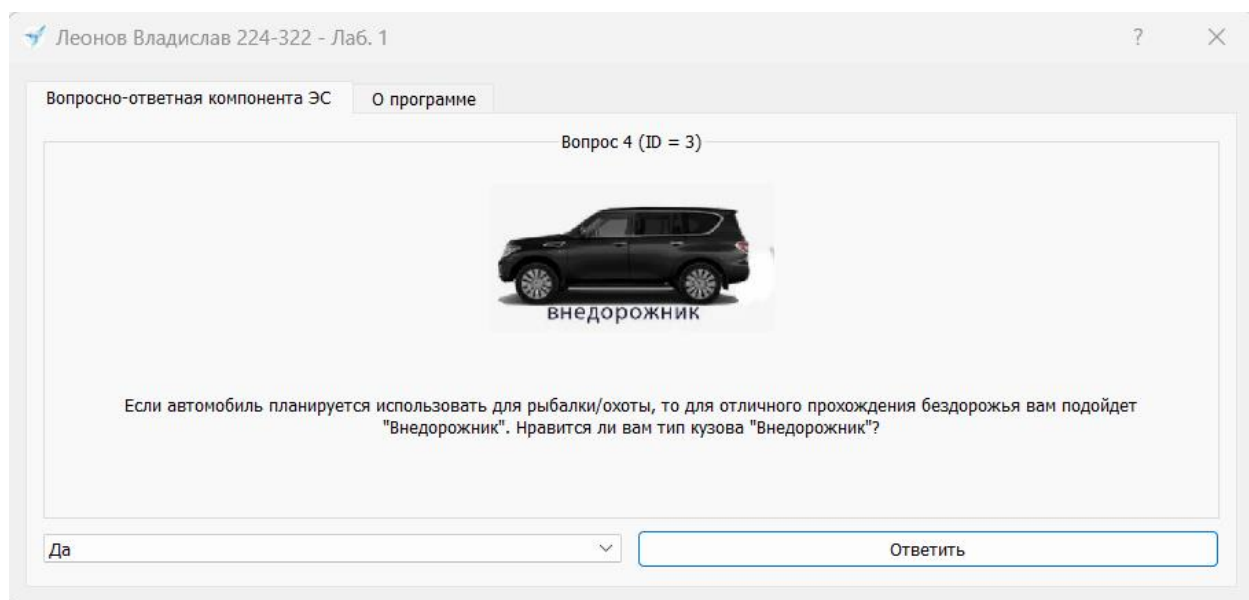 Леонов Владислав 224-322 - Лаб. 1
?
Вопросно-ответная компонента ЭС
О программе
Вопрос 4 (ID = 3)
внедорожник
Если автомобиль планируется использовать для рыбалки/охоты, то для отличного прохождения бездорожья вам подойдет
"Внедорожник". Нравится ли вам тип кузова "Внедорожник"?
Да
Ответить